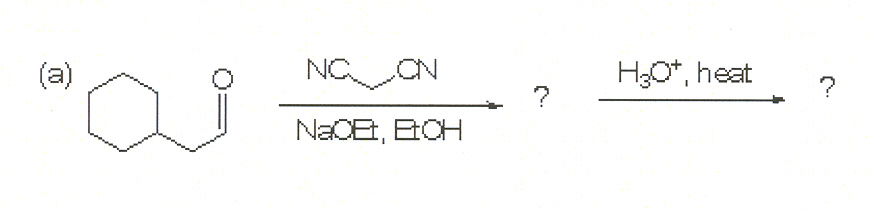 (a)
O
NC CN
NaOEt, EtOH
?
H₃O⁺, heat
?